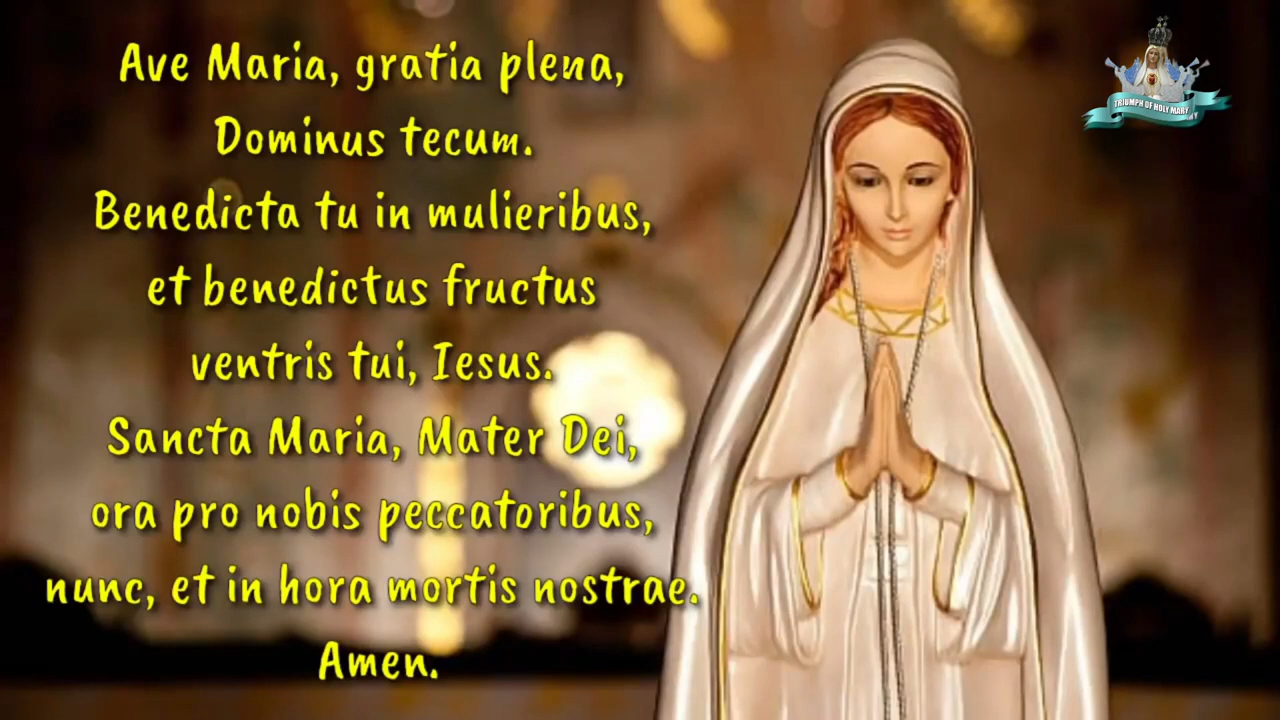 Ave Maria, gratia plena,
Dominus tecum.
Benedicta tu in mulieribus,
et benedictus fructus
ventris tui, Iesus.
Sancta Maria, Mater Dei,
ora pro nobis peccatoribus,
nunc, et in hora mortis nostrae.
Amen.
TRIUMPH OF HOLY MARY